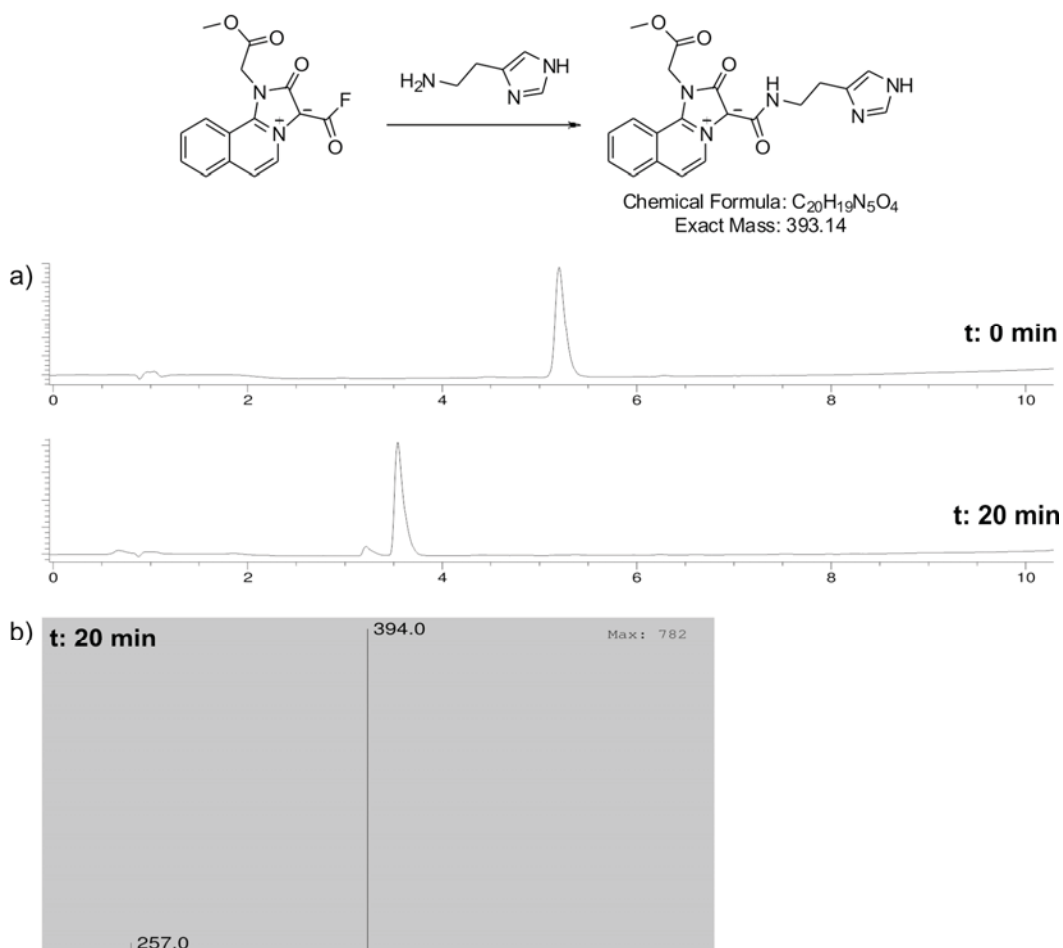 O O
O
N
−
N
+
F
O
H₂N
NH
N
O O
O
N
−
N
+
O
H
N
NH
N
Chemical Formula: C₂₀H₁₉N₅O₄
Exact Mass: 393.14
a)
t: 0 min
0 2 4 6 8 10
t: 20 min
0 2 4 6 8 10
b)
t: 20 min
394.0
Max: 782
257.0